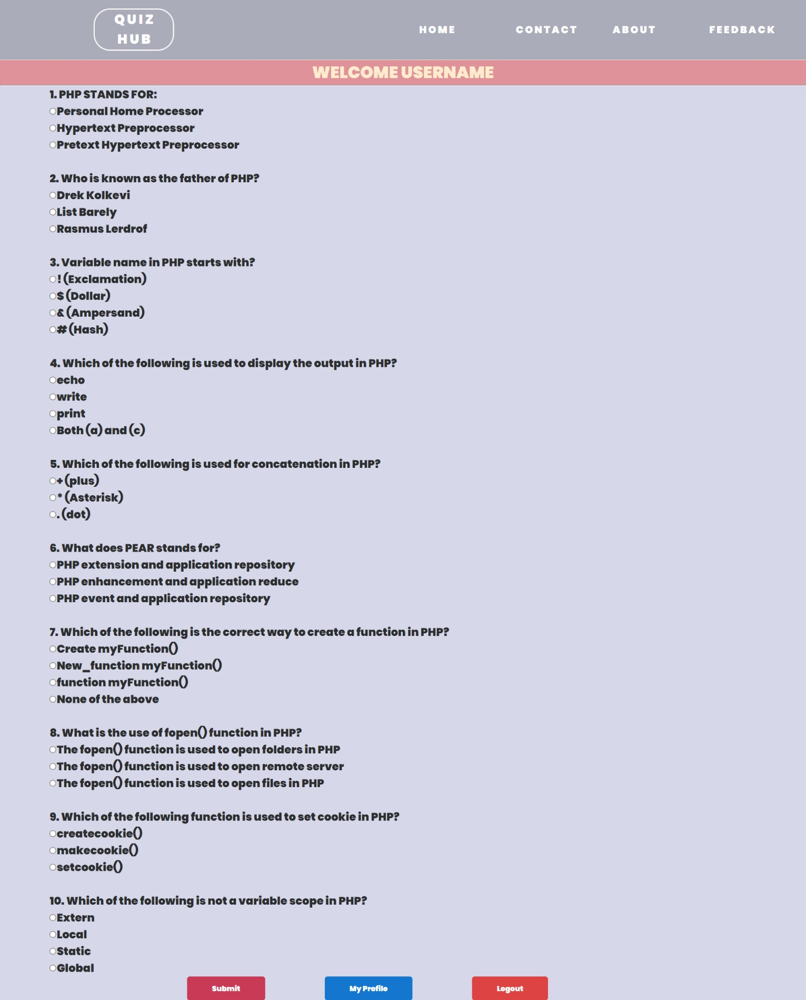 QUIZ
HUB
HOME CONTACT ABOUT FEEDBACK
WELCOME USERNAME
1. PHP STANDS FOR:
Personal Home Processor
Hypertext Preprocessor
Pretext Hypertext Preprocessor
2. Who is known as the father of PHP?
Drek Kolkevi
List Barely
Rasmus Lerdrof
3. Variable name in PHP starts with?
! (Exclamation)
$ (Dollar)
& (Ampersand)
# (Hash)
4. Which of the following is used to display the output in PHP?
echo
write
print
Both (a) and (c)
5. Which of the following is used for concatenation in PHP?
+ (plus)
* (Asterisk)
. (dot)
6. What does PEAR stands for?
PHP extension and application repository
PHP enhancement and application reduce
PHP event and application repository
7. Which of the following is the correct way to create a function in PHP?
Create myFunction()
New_function myFunction()
function myFunction()
None of the above
8. What is the use of fopen() function in PHP?
The fopen() function is used to open folders in PHP
The fopen() function is used to open remote server
The fopen() function is used to open files in PHP
9. Which of the following function is used to set cookie in PHP?
createcookie()
makecookie()
setcookie()
10. Which of the following is not a variable scope in PHP?
Extern
Local
Static
Global
Submit My Profile Logout